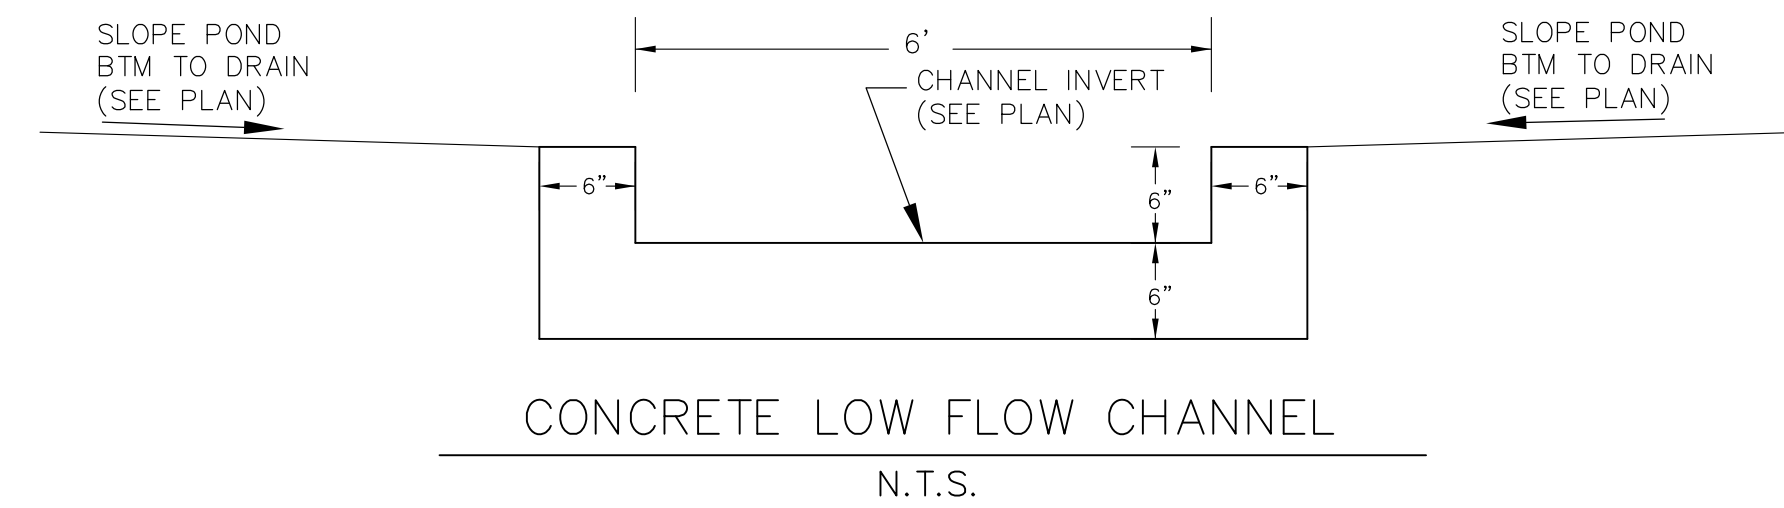 SLOPE POND
BTM TO DRAIN
(SEE PLAN)
6'
CHANNEL INVERT
(SEE PLAN)
SLOPE POND
BTM TO DRAIN
(SEE PLAN)
6"
6"
6"
6"
CONCRETE LOW FLOW CHANNEL
N.T.S.